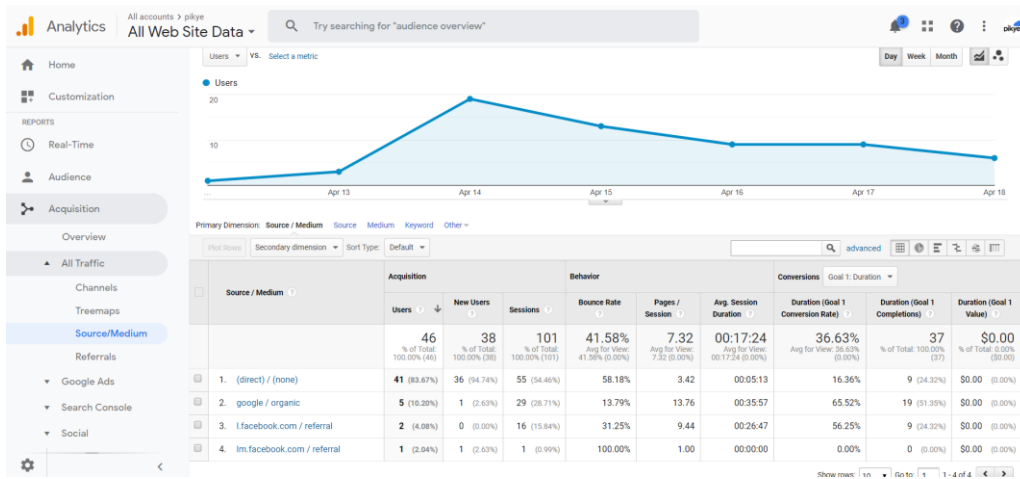 All accounts > pikye
Analytics
All Web Site Data
Try searching for "audience overview"
3
pikye
Home
Customization
REPORTS
Real-Time
Audience
Acquisition
Overview
All Traffic
Channels
Treemaps
Source/Medium
Referrals
Google Ads
Search Console
Social
Users VS. Select a metric
Day Week Month
Users
20
10
... Apr 13 Apr 14 Apr 15 Apr 16 Apr 17 Apr 18
Primary Dimension: Source / Medium Source Medium Keyword Other
Plot Rows Secondary dimension Sort Type: Default advanced
Source / Medium ? Acquisition Behavior Conversions Goal 1: Duration
Users ? New Users ? Sessions ? Bounce Rate ? Pages / Session ? Avg. Session Duration ? Duration (Goal 1 Conversion Rate) ? Duration (Goal 1 Completions) ? Duration (Goal 1 Value) ?
46 38 101 41.58% 7.32 00:17:24 36.63% 37 $0.00
% of Total: 100.00% (46) % of Total: 100.00% (38) % of Total: 100.00% (101) Avg for View: 41.58% (0.00%) Avg for View: 7.32 (0.00%) Avg for View: 00:17:24 (0.00%) Avg for View: 36.63% (0.00%) % of Total: 100.00% (37) % of Total: 0.00% ($0.00)
1. (direct) / (none) 41 (83.67%) 36 (94.74%) 55 (54.46%) 58.18% 3.42 00:05:13 16.36% 9 (24.32%) $0.00 (0.00%)
2. google / organic 5 (10.20%) 1 (2.63%) 29 (28.71%) 13.79% 13.76 00:35:57 65.52% 19 (51.35%) $0.00 (0.00%)
3. l.facebook.com / referral 2 (4.08%) 0 (0.00%) 16 (15.84%) 31.25% 9.44 00:26:47 56.25% 9 (24.32%) $0.00 (0.00%)
4. lm.facebook.com / referral 1 (2.04%) 1 (2.63%) 1 (0.99%) 100.00% 1.00 00:00:00 0.00% 0 (0.00%) $0.00 (0.00%)
Show rows: 10 Go to: 1 1 - 4 of 4